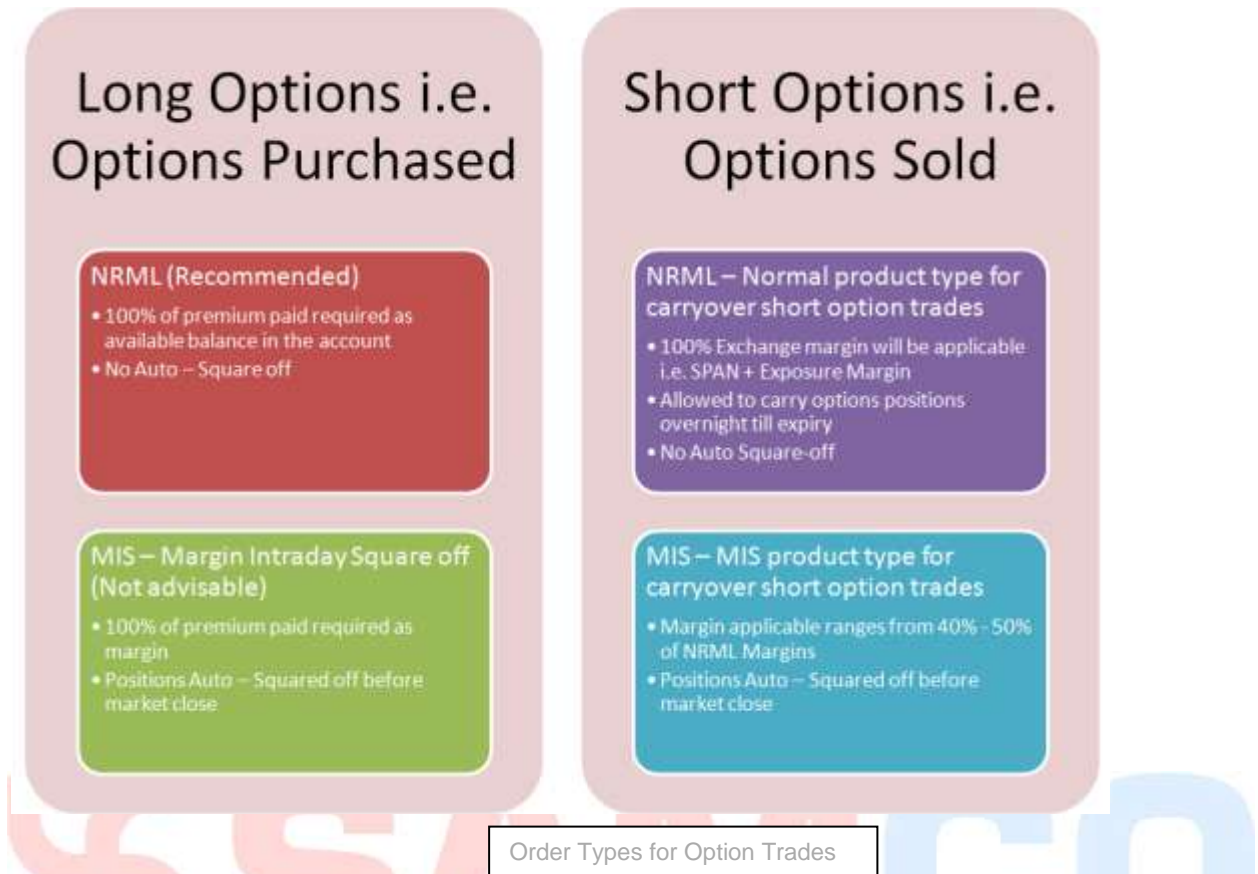 Long Options i.e.
Options Purchased
NRML (Recommended)
• 100% of premium paid required as
available balance in the account
• No Auto – Square off
MIS – Margin Intraday Square off
(Not advisable)
• 100% of premium paid required as
margin
• Positions Auto – Squared off before
market close
Short Options i.e.
Options Sold
NRML – Normal product type for
carryover short option trades
• 100% Exchange margin will be applicable
i.e. SPAN + Exposure Margin
• Allowed to carry options positions
overnight till expiry
• No Auto Square-off
MIS – MIS product type for
carryover short option trades
• Margin applicable ranges from 40% - 50%
of NRML Margins
• Positions Auto – Squared off before
market close
Order Types for Option Trades